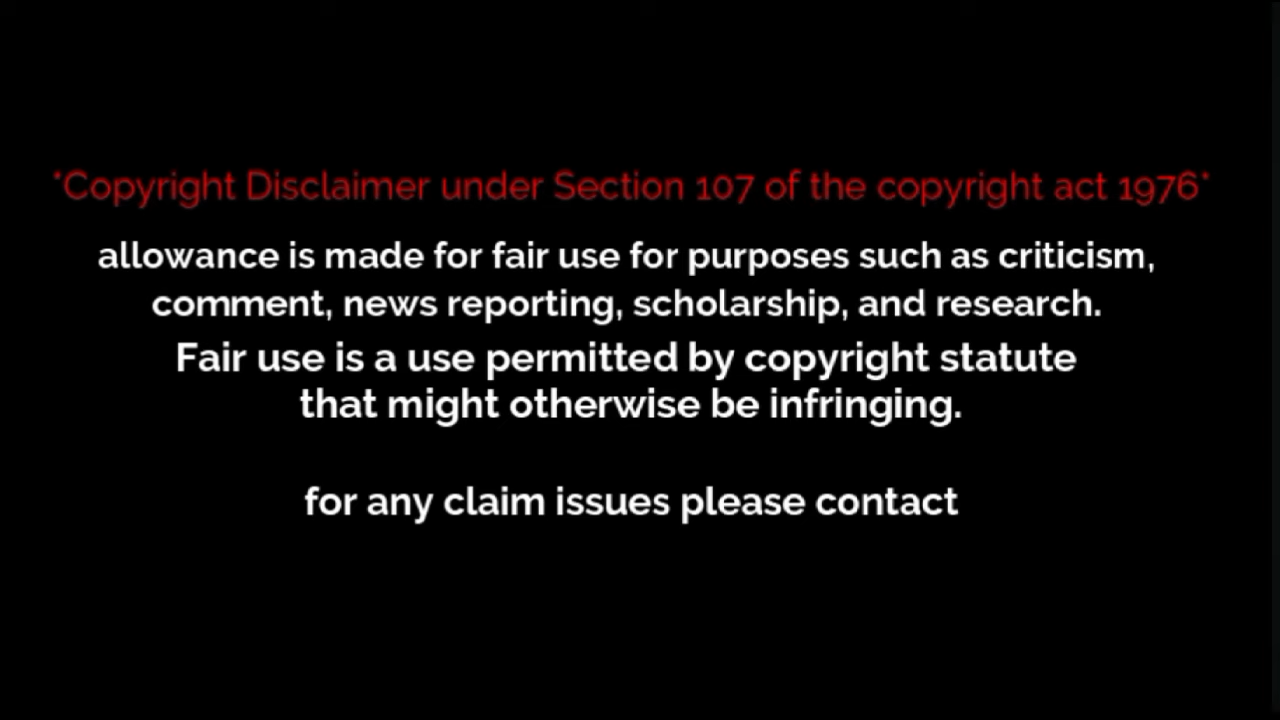 "Copyright Disclaimer under Section 107 of the copyright act 1976"
allowance is made for fair use for purposes such as criticism,
comment, news reporting, scholarship, and research.
Fair use is a use permitted by copyright statute
that might otherwise be infringing.
for any claim issues please contact